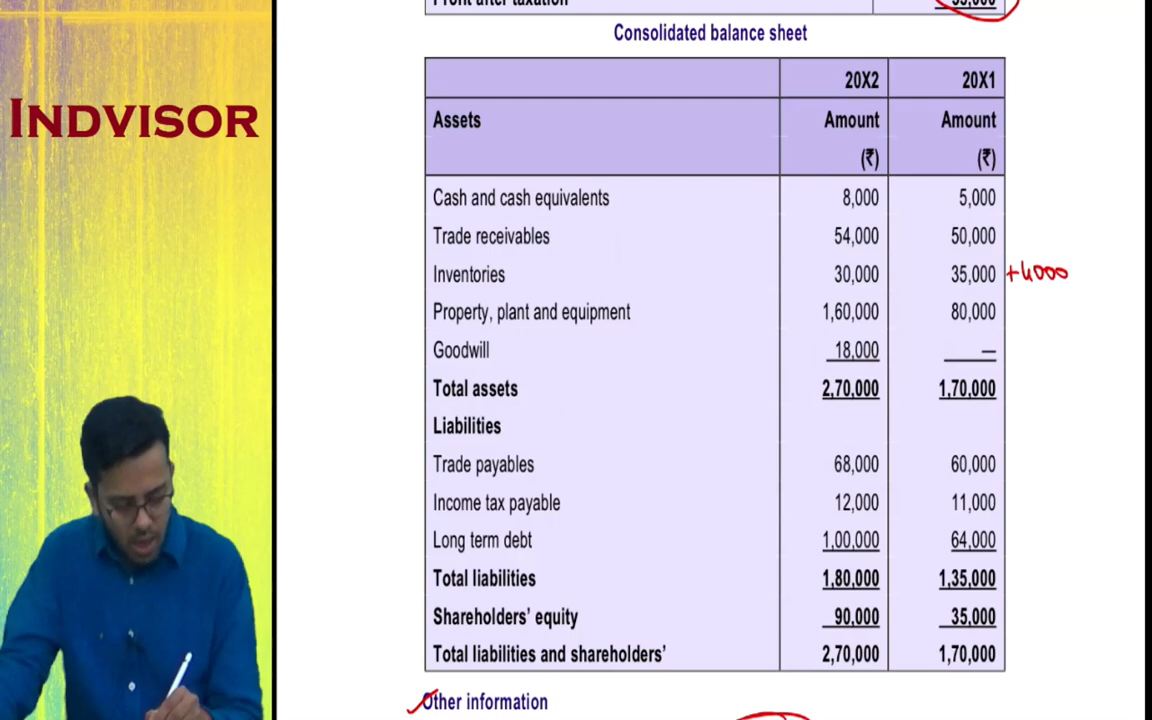 Profit after taxation
INDVISOR
Consolidated balance sheet
20X2 20X1
Assets Amount Amount
(₹) (₹)
Cash and cash equivalents 8,000 5,000
Trade receivables 54,000 50,000
Inventories 30,000 35,000 +4000
Property, plant and equipment 1,60,000 80,000
Goodwill 18,000 —
Total assets 2,70,000 1,70,000
Liabilities
Trade payables 68,000 60,000
Income tax payable 12,000 11,000
Long term debt 1,00,000 64,000
Total liabilities 1,80,000 1,35,000
Shareholders' equity 90,000 35,000
Total liabilities and shareholders' 2,70,000 1,70,000
Other information